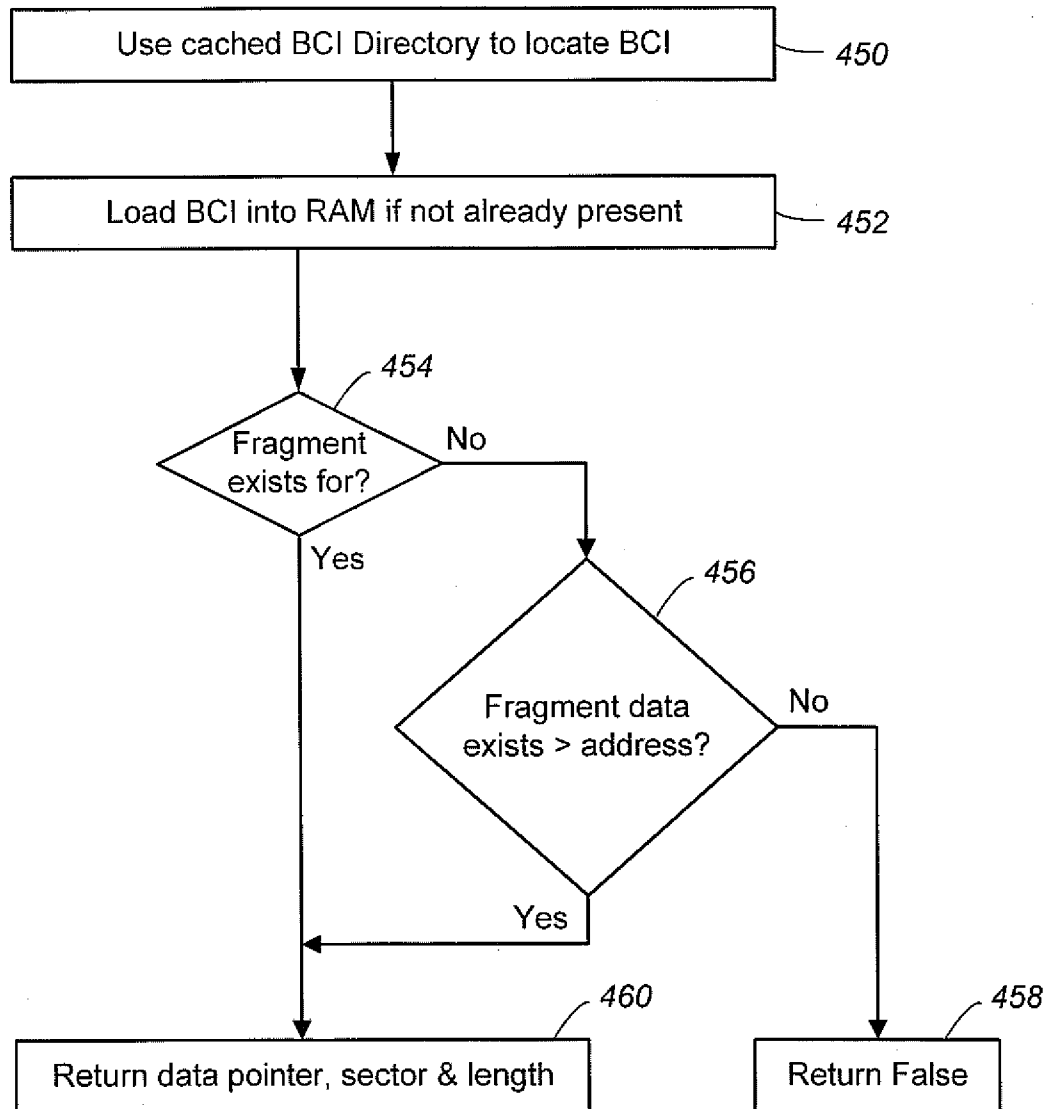 Use cached BCI Directory to locate BCI
450
Load BCI into RAM if not already present
452
454
Fragment
exists for?
No
Yes
456
Fragment data
exists > address?
No
Yes
460
458
Return data pointer, sector & length
Return False